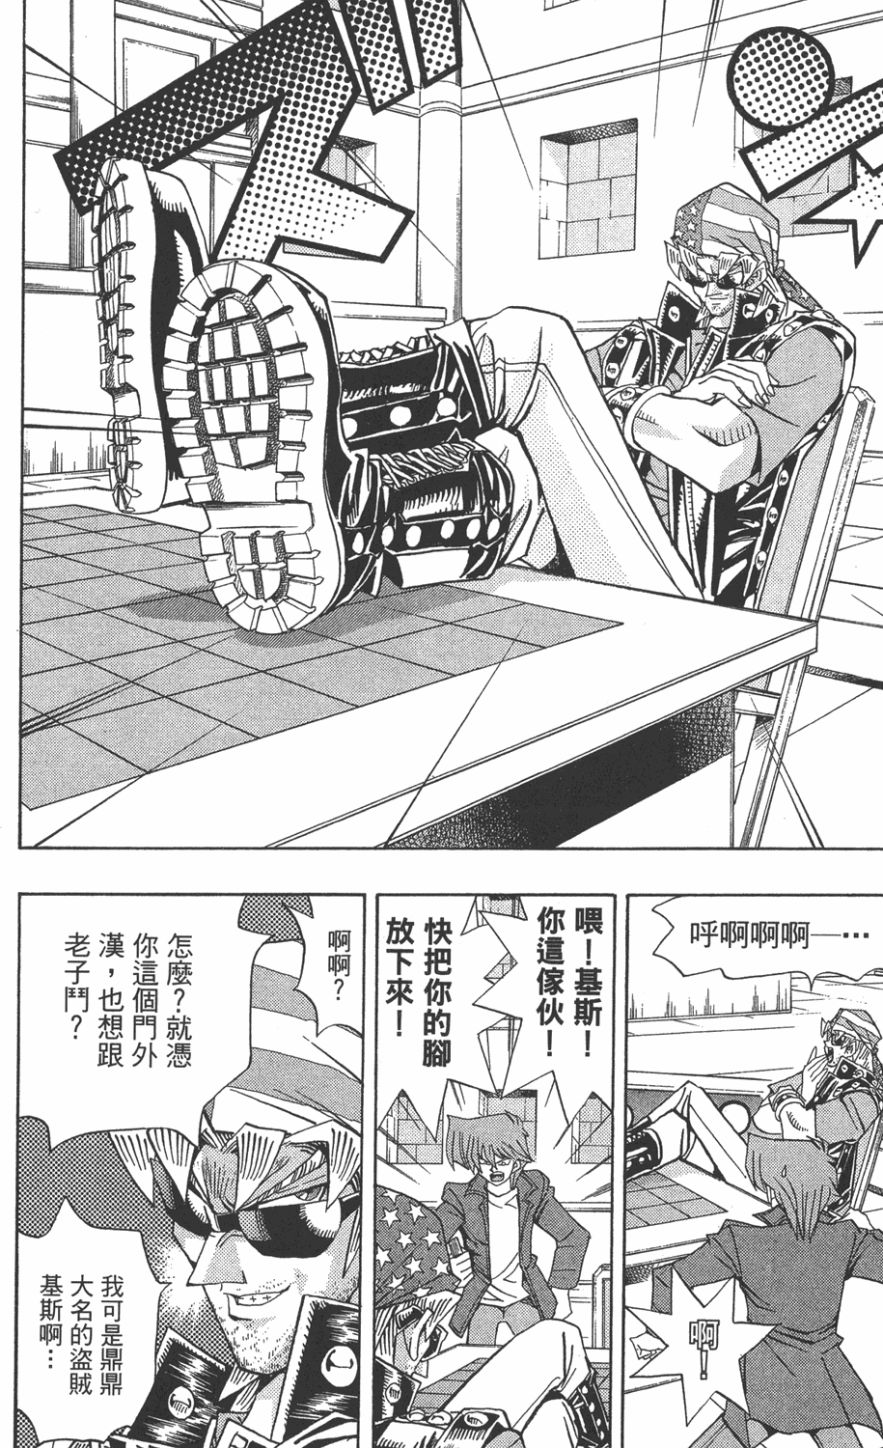 呼啊啊啊──…
啊！
喂！基斯！
你這傢伙！
快把你的腳
放下來！
啊啊？
怎麼？就憑
你這個門外
漢，也想跟
老子鬥？
我可是鼎鼎
大名的盜賊
基斯啊…